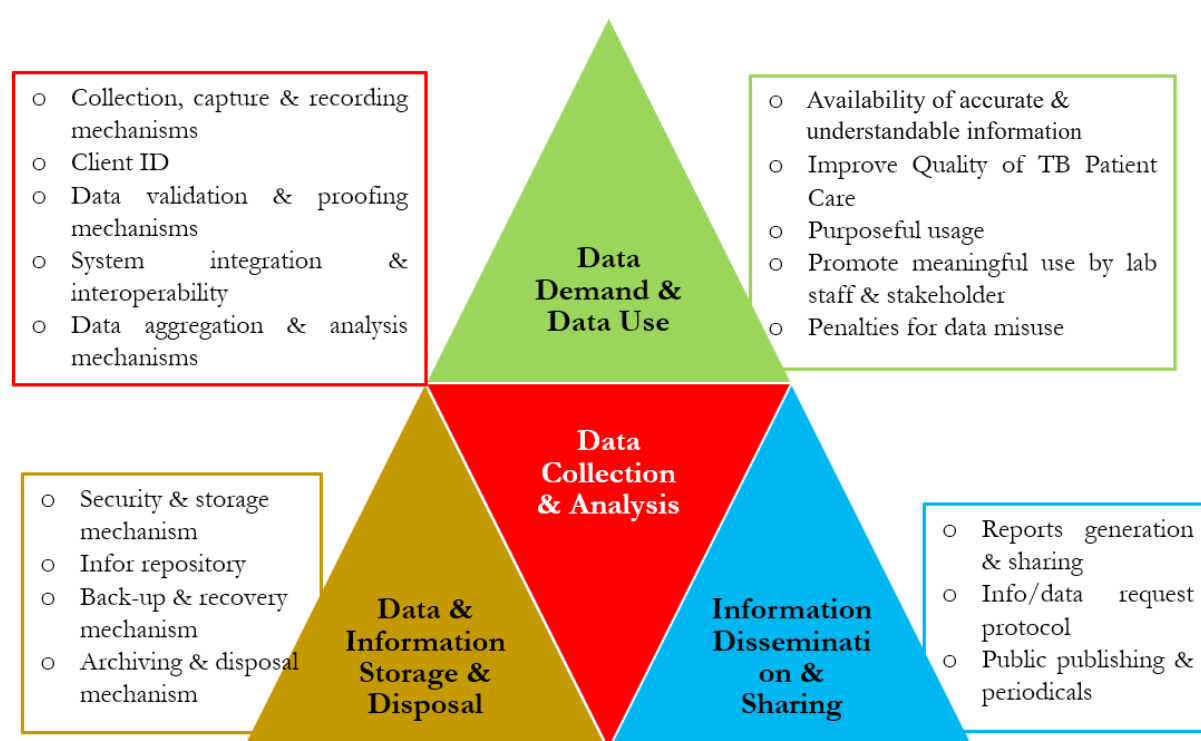 o Collection, capture & recording
mechanisms
o Client ID
o Data validation & proofing
mechanisms
o System integration &
interoperability
o Data aggregation & analysis
mechanisms
o Availability of accurate &
understandable information
o Improve Quality of TB Patient
Care
o Purposeful usage
o Promote meaningful use by lab
staff & stakeholder
o Penalties for data misuse
Data
Demand &
Data Use
Data
Collection
& Analysis
o Security & storage
mechanism
o Infor repository
o Back-up & recovery
mechanism
o Archiving & disposal
mechanism
Data &
Information
Storage &
Disposal
Information
Disseminati
on &
Sharing
o Reports generation
& sharing
o Info/data request
protocol
o Public publishing &
periodicals